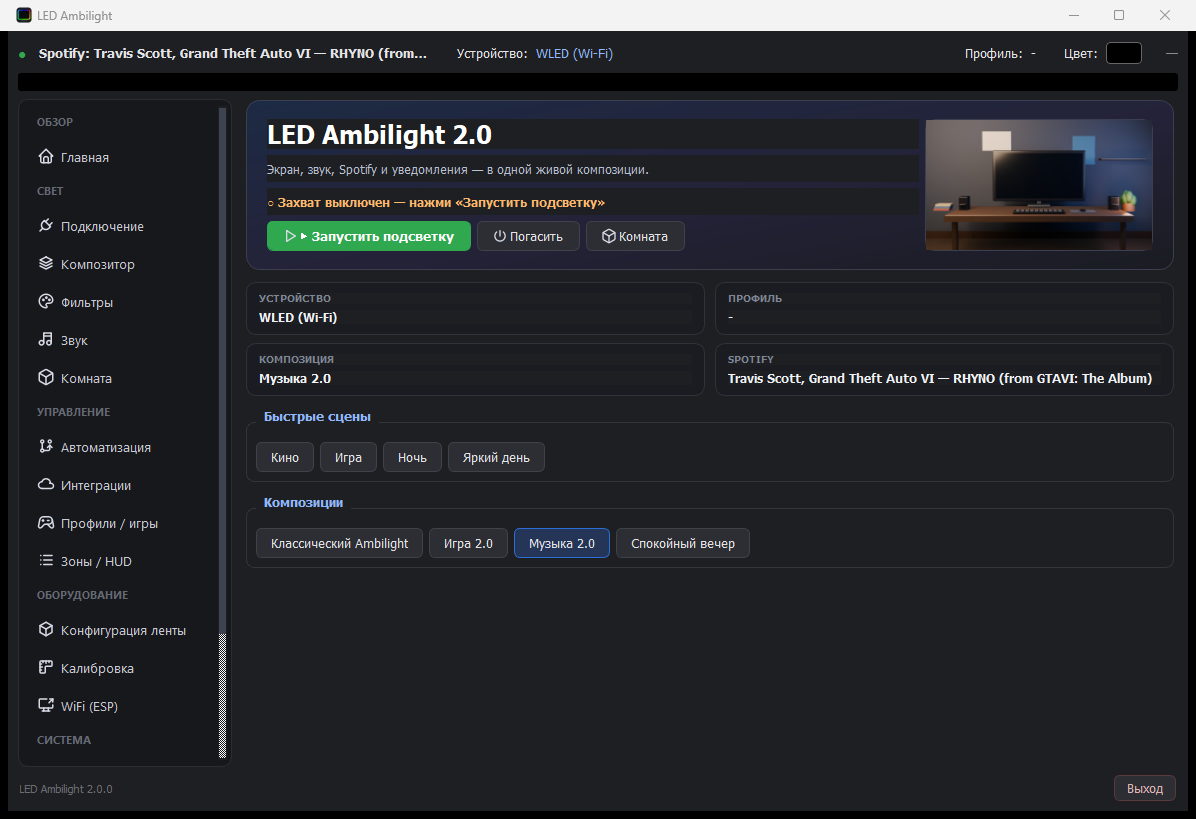 LED Ambilight
Spotify: Travis Scott, Grand Theft Auto VI — RHYNO (from... Устройство: WLED (Wi-Fi) Профиль: - Цвет:
ОБЗОР
Главная
СВЕТ
Подключение
Композитор
Фильтры
Звук
Комната
УПРАВЛЕНИЕ
Автоматизация
Интеграции
Профили / игры
Зоны / HUD
ОБОРУДОВАНИЕ
Конфигурация ленты
Калибровка
WiFi (ESP)
СИСТЕМА
LED Ambilight 2.0
Экран, звук, Spotify и уведомления — в одной живой композиции.
○ Захват выключен — нажми «Запустить подсветку»
▸ Запустить подсветку Погасить Комната
УСТРОЙСТВО
WLED (Wi-Fi)
ПРОФИЛЬ
-
КОМПОЗИЦИЯ
Музыка 2.0
SPOTIFY
Travis Scott, Grand Theft Auto VI — RHYNO (from GTAVI: The Album)
Быстрые сцены
Кино Игра Ночь Яркий день
Композиции
Классический Ambilight Игра 2.0 Музыка 2.0 Спокойный вечер
LED Ambilight 2.0.0
Выход